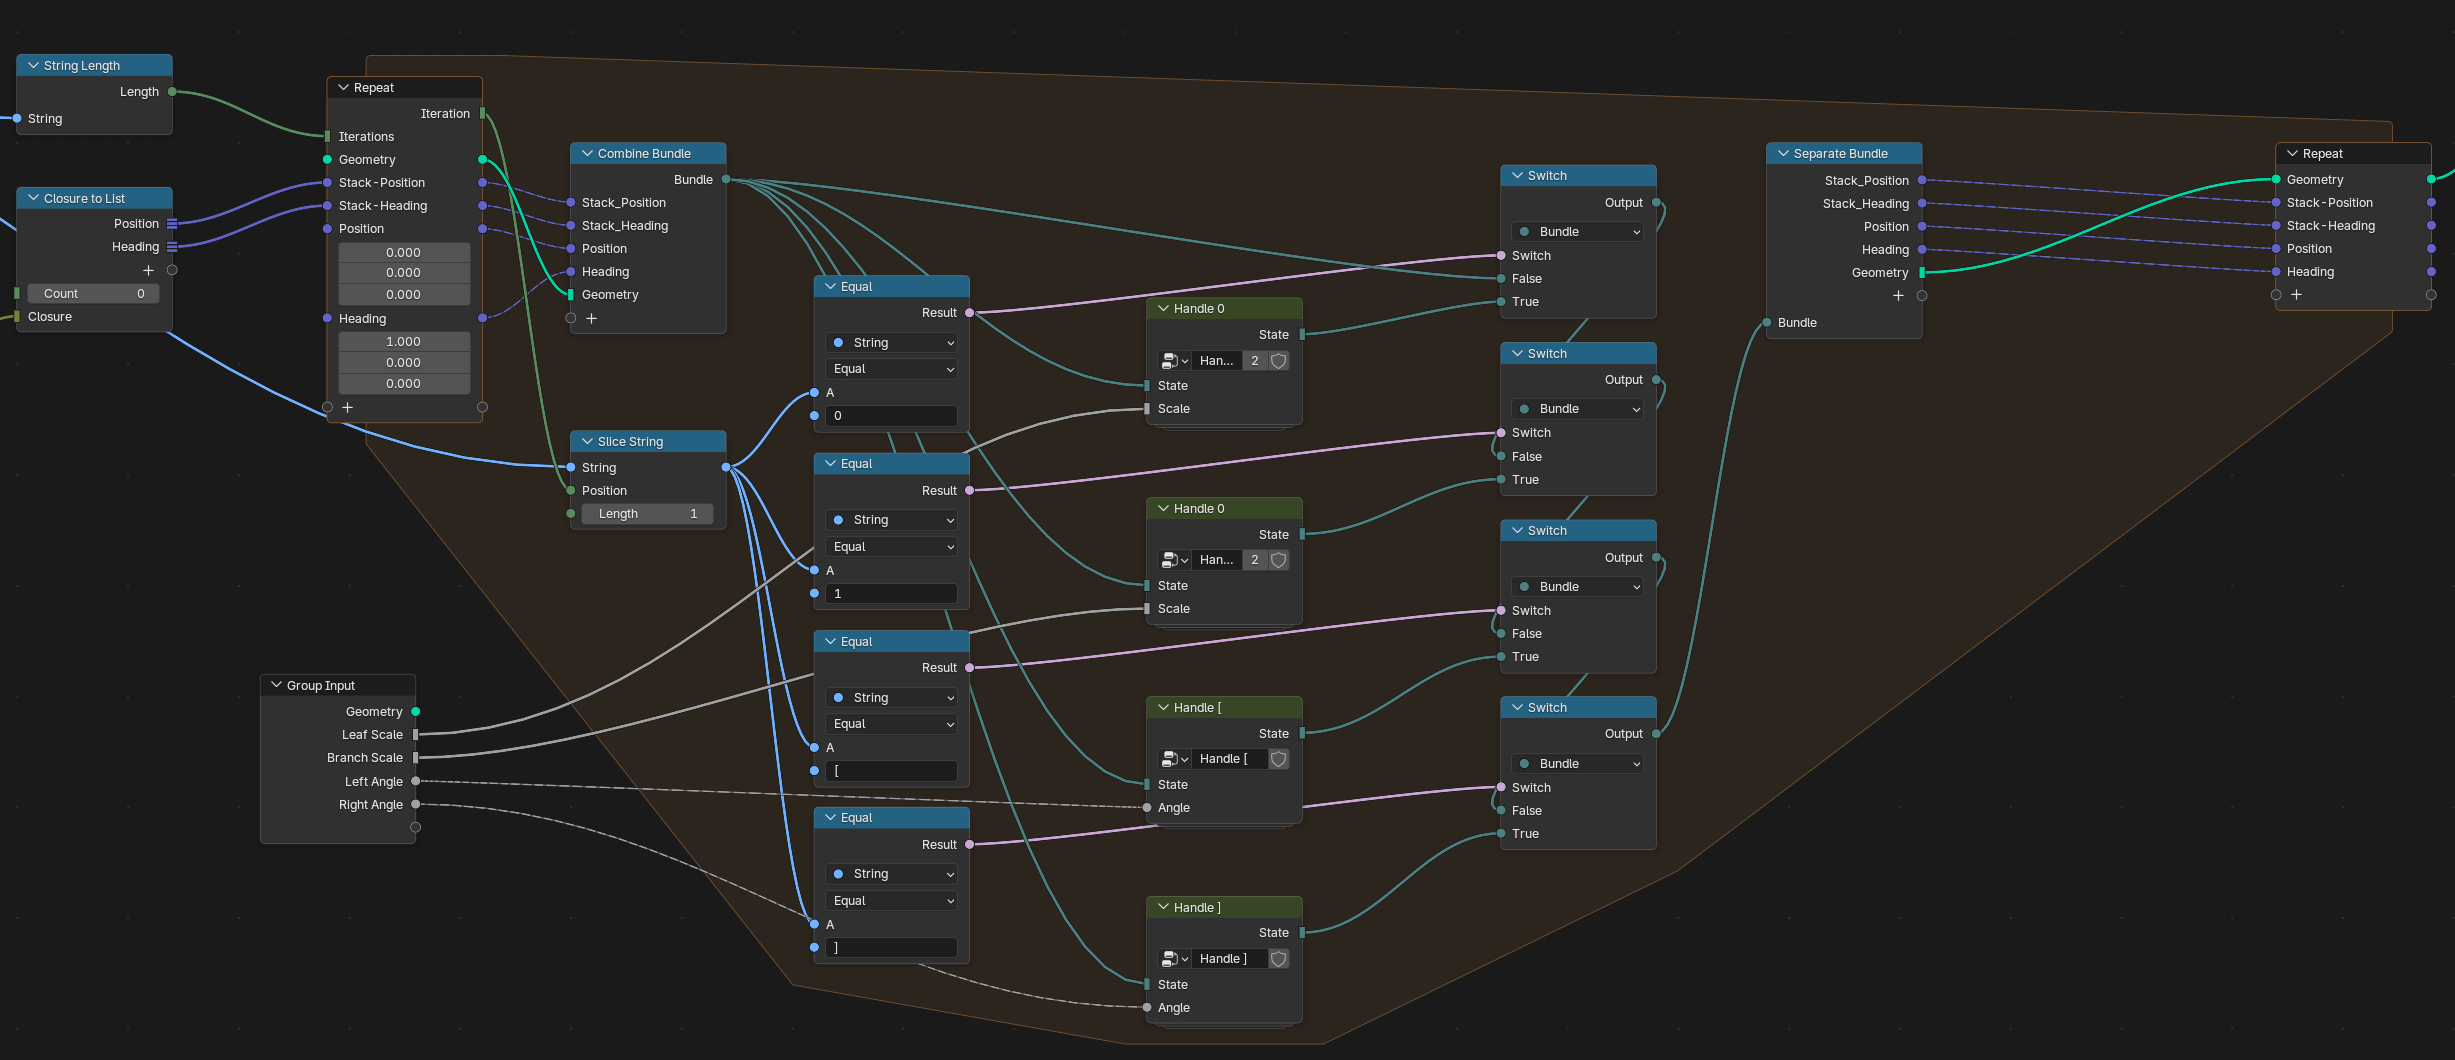 String Length
Length
String
Closure to List
Position
Heading
Count 0
Closure
Repeat
Iteration
Iterations
Geometry
Stack-Position
Stack-Heading
Position
0.000
0.000
0.000
Heading
1.000
0.000
0.000
Combine Bundle
Bundle
Stack_Position
Stack_Heading
Position
Heading
Geometry
Slice String
String
Position
Length 1
Group Input
Geometry
Leaf Scale
Branch Scale
Left Angle
Right Angle
Equal
Result
String
Equal
A
0
Equal
Result
String
Equal
A
1
Equal
Result
String
Equal
A
[
Equal
Result
String
Equal
A
]
Handle 0
State
Han... 2
State
Scale
Handle 0
State
Han... 2
State
Scale
Handle [
State
Handle [
State
Angle
Handle ]
State
Handle ]
State
Angle
Switch
Output
Bundle
Switch
False
True
Switch
Output
Bundle
Switch
False
True
Switch
Output
Bundle
Switch
False
True
Switch
Output
Bundle
Switch
False
True
Separate Bundle
Stack_Position
Stack_Heading
Position
Heading
Geometry
Bundle
Repeat
Geometry
Stack-Position
Stack-Heading
Position
Heading